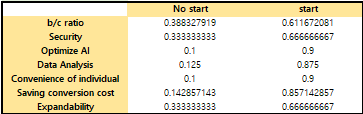 No start start
b/c ratio 0.388327919 0.611672081
Security 0.333333333 0.666666667
Optimize AI 0.1 0.9
Data Analysis 0.125 0.875
Convenience of individual 0.1 0.9
Saving conversion cost 0.142857143 0.857142857
Expandability 0.333333333 0.666666667